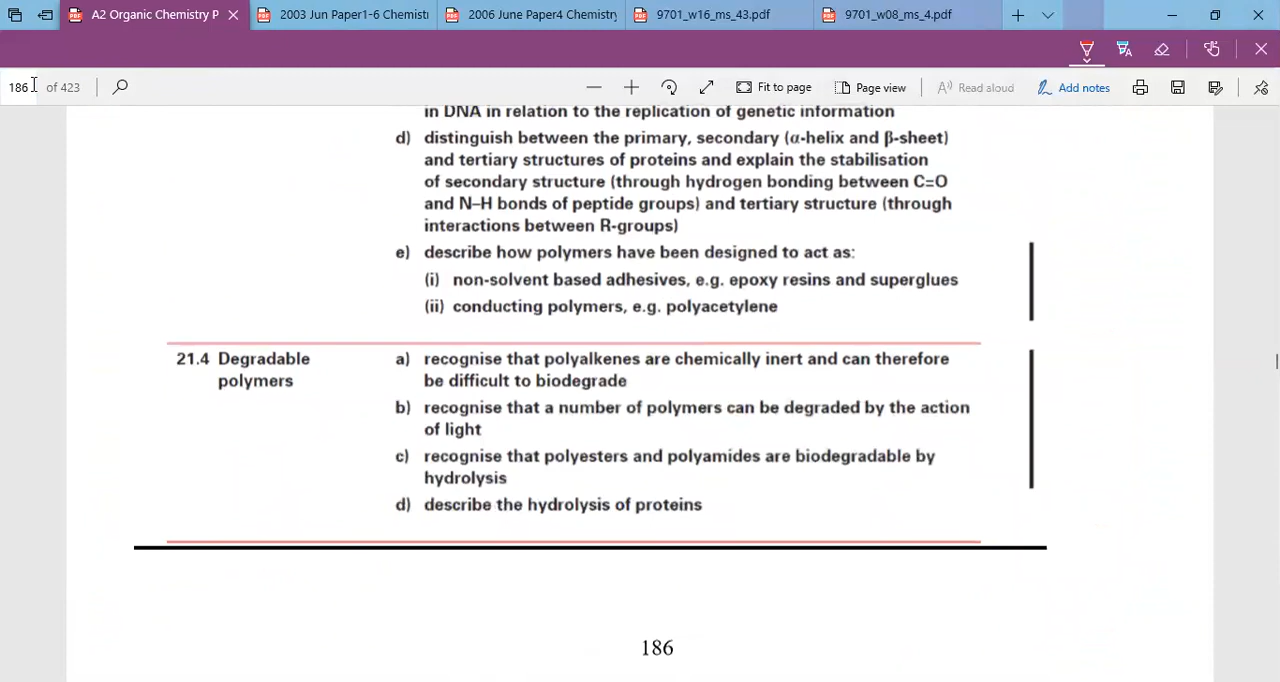 A2 Organic Chemistry P
2003 Jun Paper1-6 Chemist
2006 June Paper4 Chemistry
9701_w16_ms_43.pdf
9701_w08_ms_4.pdf
186 of 423
Fit to page
Page view
Read aloud
Add notes
in DNA in relation to the replication of genetic information
d) distinguish between the primary, secondary (α-helix and β-sheet)
and tertiary structures of proteins and explain the stabilisation
of secondary structure (through hydrogen bonding between C=O
and N–H bonds of peptide groups) and tertiary structure (through
interactions between R-groups)
e) describe how polymers have been designed to act as:
(i) non-solvent based adhesives, e.g. epoxy resins and superglues
(ii) conducting polymers, e.g. polyacetylene
21.4 Degradable
polymers
a) recognise that polyalkenes are chemically inert and can therefore
be difficult to biodegrade
b) recognise that a number of polymers can be degraded by the action
of light
c) recognise that polyesters and polyamides are biodegradable by
hydrolysis
d) describe the hydrolysis of proteins
186